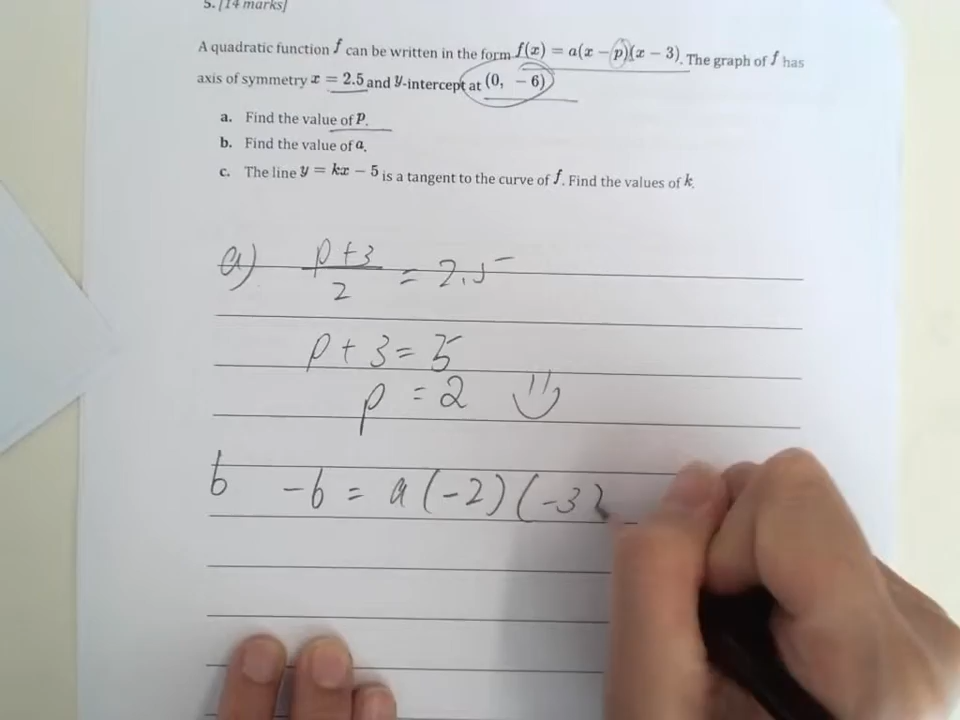 5. [14 marks]
A quadratic function f can be written in the form f(x) = a(x − p)(x − 3). The graph of f has
axis of symmetry x = 2.5 and y-intercept at (0, −6)
a. Find the value of p.
b. Find the value of a.
c. The line y = kx − 5 is a tangent to the curve of f. Find the values of k.
a) (p+3)/2 = 2.5
p + 3 = 5
p = 2
b −6 = a(−2)(−3)